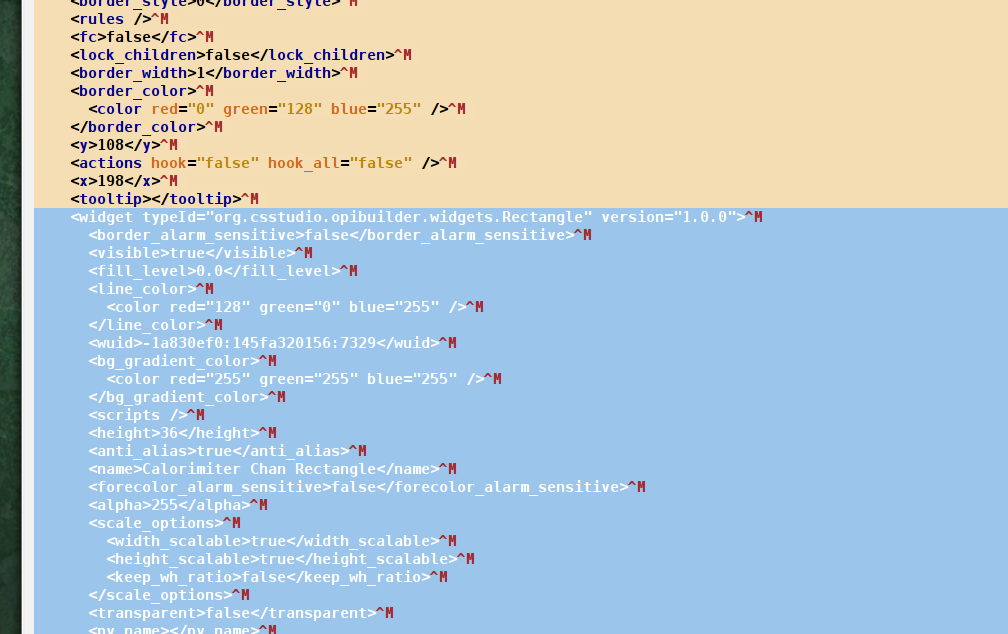 <border_style>0</border_style>^M
<rules />^M
<fc>false</fc>^M
<lock_children>false</lock_children>^M
<border_width>1</border_width>^M
<border_color>^M
<color red="0" green="128" blue="255" />^M
</border_color>^M
<y>108</y>^M
<actions hook="false" hook_all="false" />^M
<x>198</x>^M
<tooltip></tooltip>^M
<widget typeId="org.csstudio.opibuilder.widgets.Rectangle" version="1.0.0">^M
<border_alarm_sensitive>false</border_alarm_sensitive>^M
<visible>true</visible>^M
<fill_level>0.0</fill_level>^M
<line_color>^M
<color red="128" green="0" blue="255" />^M
</line_color>^M
<wuid>-1a830ef0:145fa320156:7329</wuid>^M
<bg_gradient_color>^M
<color red="255" green="255" blue="255" />^M
</bg_gradient_color>^M
<scripts />^M
<height>36</height>^M
<anti_alias>true</anti_alias>^M
<name>Calorimiter Chan Rectangle</name>^M
<forecolor_alarm_sensitive>false</forecolor_alarm_sensitive>^M
<alpha>255</alpha>^M
<scale_options>^M
<width_scalable>true</width_scalable>^M
<height_scalable>true</height_scalable>^M
<keep_wh_ratio>false</keep_wh_ratio>^M
</scale_options>^M
<transparent>false</transparent>^M
<pv_name></pv_name>^M